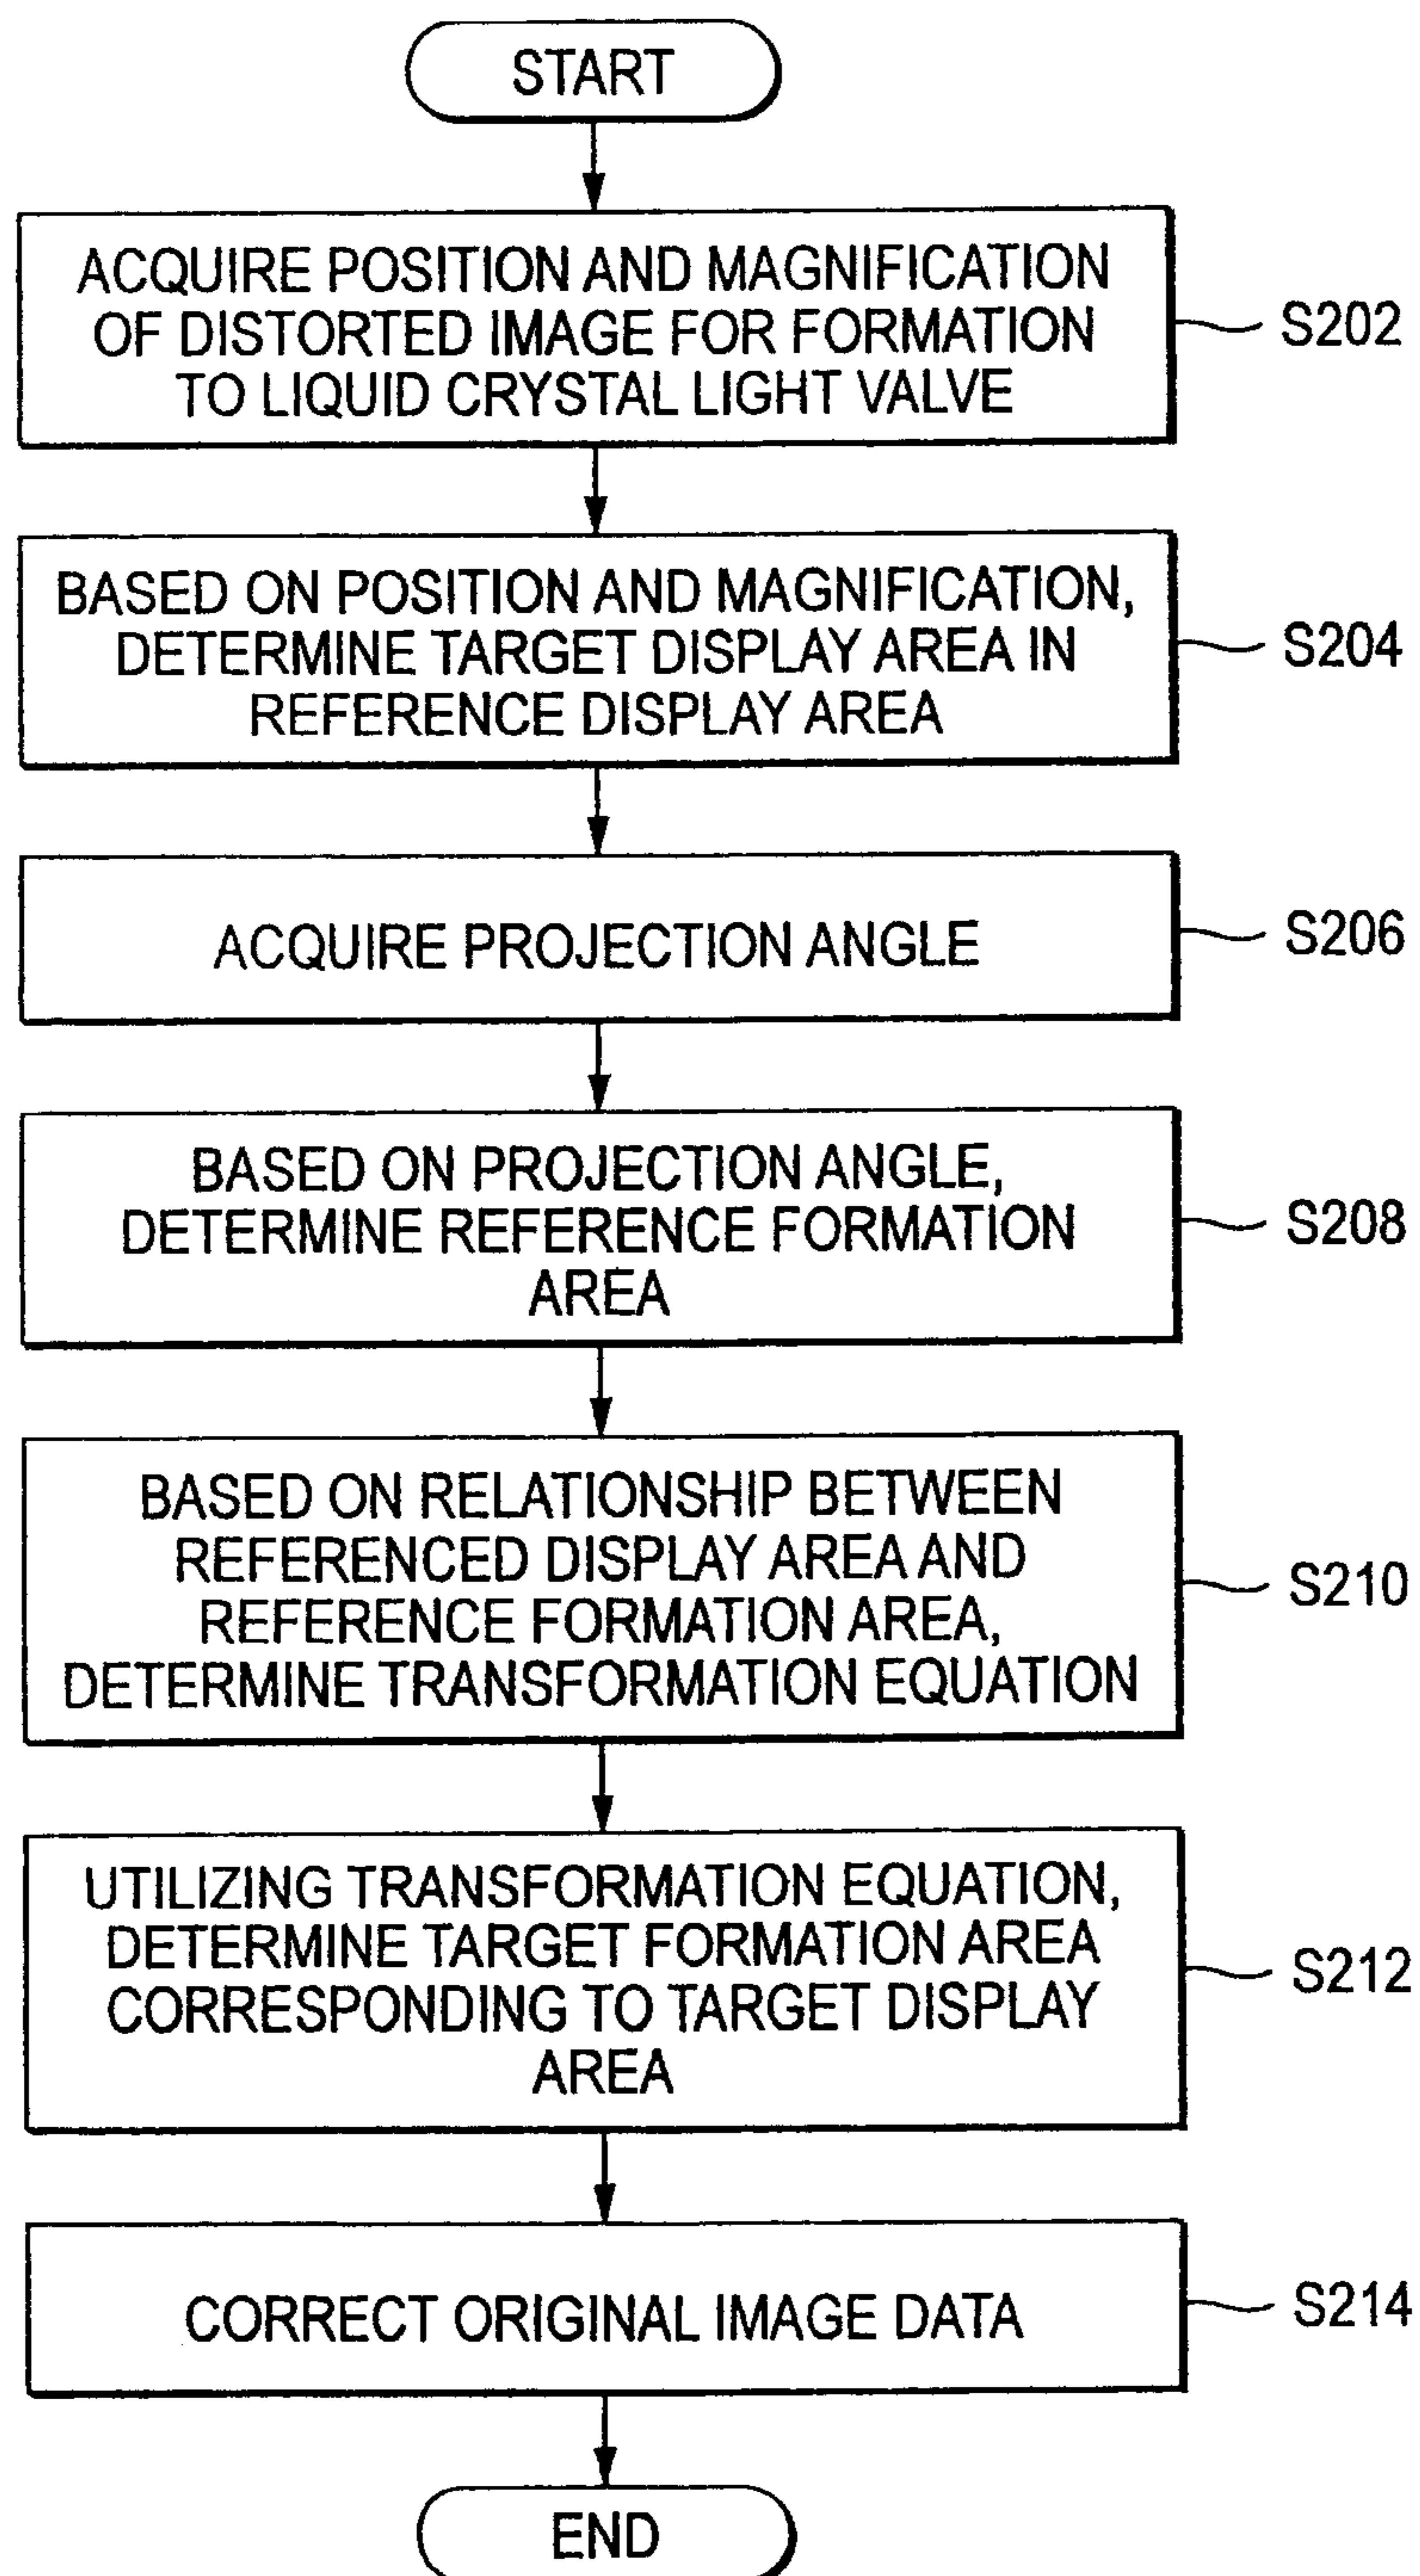 START
ACQUIRE POSITION AND MAGNIFICATION
OF DISTORTED IMAGE FOR FORMATION
TO LIQUID CRYSTAL LIGHT VALVE
S202
BASED ON POSITION AND MAGNIFICATION,
DETERMINE TARGET DISPLAY AREA IN
REFERENCE DISPLAY AREA
S204
ACQUIRE PROJECTION ANGLE
S206
BASED ON PROJECTION ANGLE,
DETERMINE REFERENCE FORMATION
AREA
S208
BASED ON RELATIONSHIP BETWEEN
REFERENCED DISPLAY AREA AND
REFERENCE FORMATION AREA,
DETERMINE TRANSFORMATION EQUATION
S210
UTILIZING TRANSFORMATION EQUATION,
DETERMINE TARGET FORMATION AREA
CORRESPONDING TO TARGET DISPLAY
AREA
S212
CORRECT ORIGINAL IMAGE DATA
S214
END